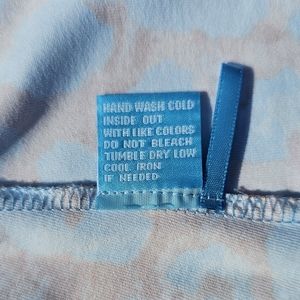 HAND WASH COLD
INSIDE OUT
WITH LIKE COLORS
DO NOT BLEACH
TUMBLE DRY LOW
COOL IRON
IF NEEDED